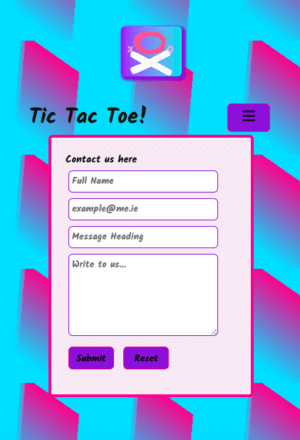 Tic Tac Toe!
Contact us here
Full Name
example@me.ie
Message Heading
Write to us...
Submit
Reset